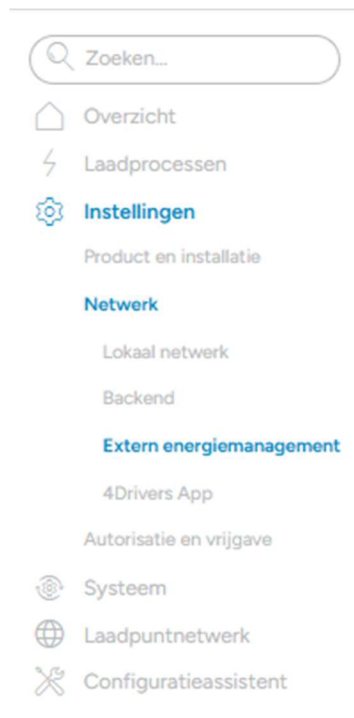 Zoeken...
Overzicht
Laadprocessen
Instellingen
Product en installatie
Netwerk
Lokaal netwerk
Backend
Extern energiemanagement
4Drivers App
Autorisatie en vrijgave
Systeem
Laadpuntnetwerk
Configuratieassistent